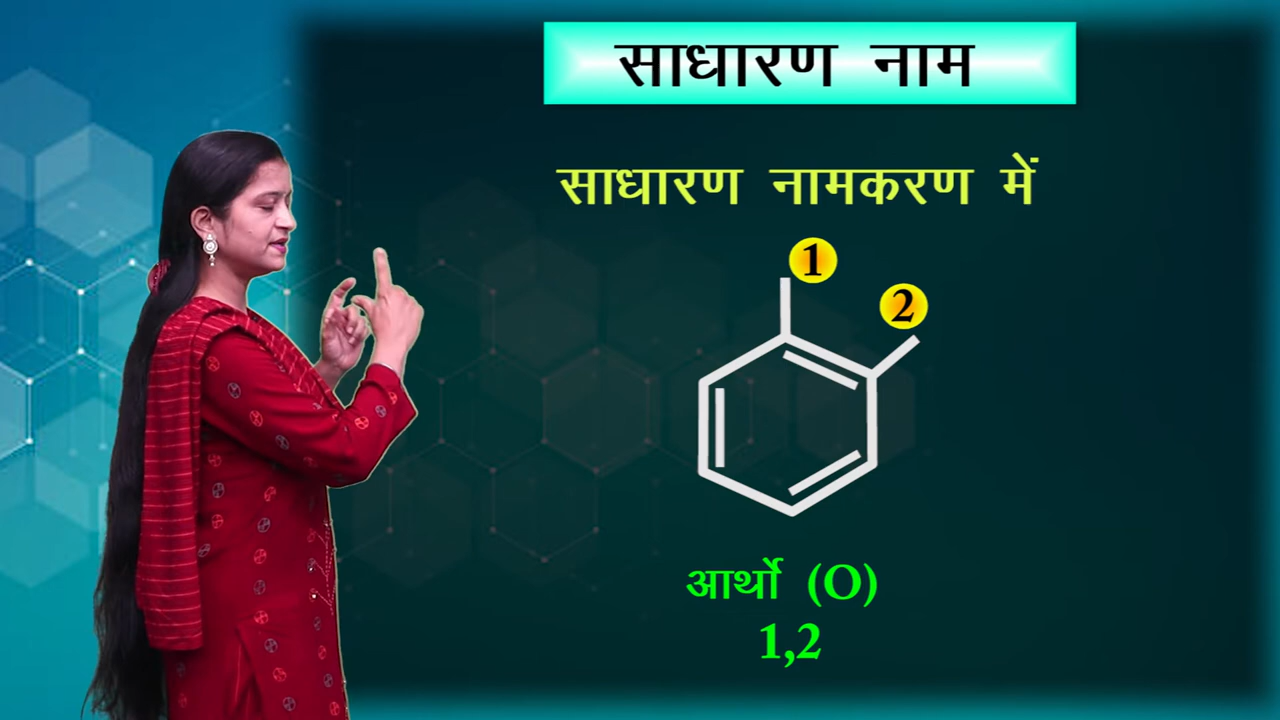 साधारण नाम
साधारण नामकरण में
1
2
आर्थो (O)
1,2